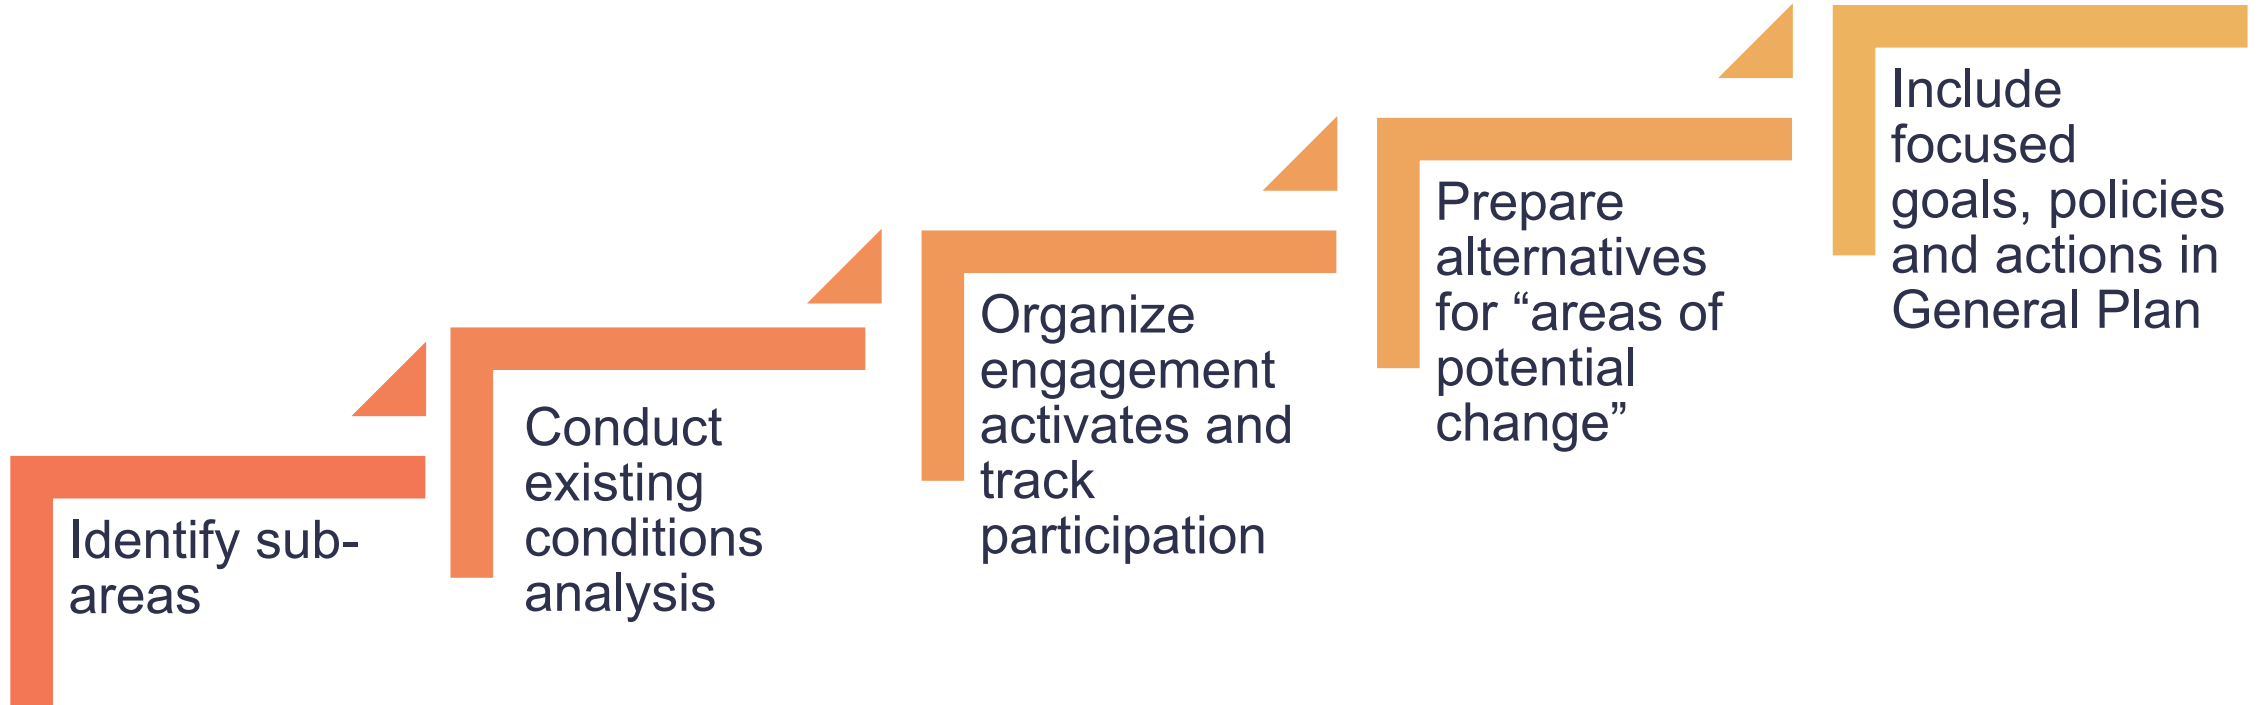 Identify sub-
areas
Conduct
existing
conditions
analysis
Organize
engagement
activates and
track
participation
Prepare
alternatives
for “areas of
potential
change”
Include
focused
goals, policies
and actions in
General Plan